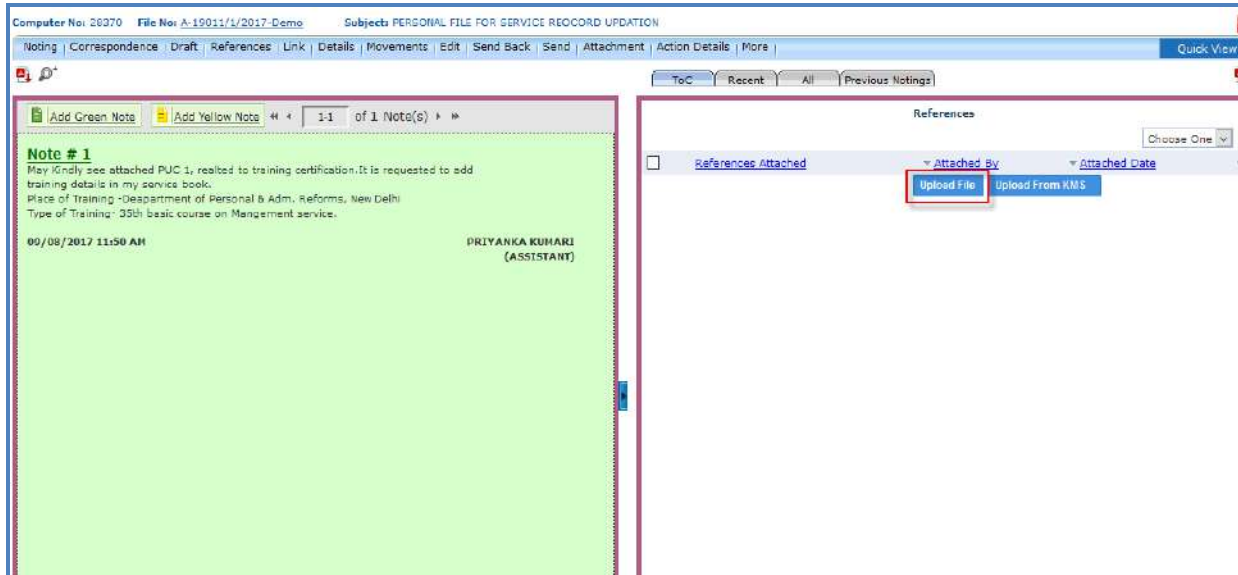 Computer No: 28370 File No: A-19011/1/2017-Demo Subject: PERSONAL FILE FOR SERVICE REOCORD UPDATION
Noting | Correspondence | Draft | References | Link | Details | Movements | Edit | Send Back | Send | Attachment | Action Details | More |
Quick View
ToC Recent All Previous Notings
Add Green Note Add Yellow Note 1-1 of 1 Note(s)
Note # 1
May Kindly see attached PUC 1, realted to training certification.It is requested to add
training details in my service book.
Place of Training -Deapartment of Personal & Adm. Reforms, New Delhi
Type of Training- 35th basic course on Mangement service.
09/08/2017 11:50 AM PRIYANKA KUMARI
(ASSISTANT)
References
Choose One
References Attached Attached By Attached Date
Upload File Upload From KMS